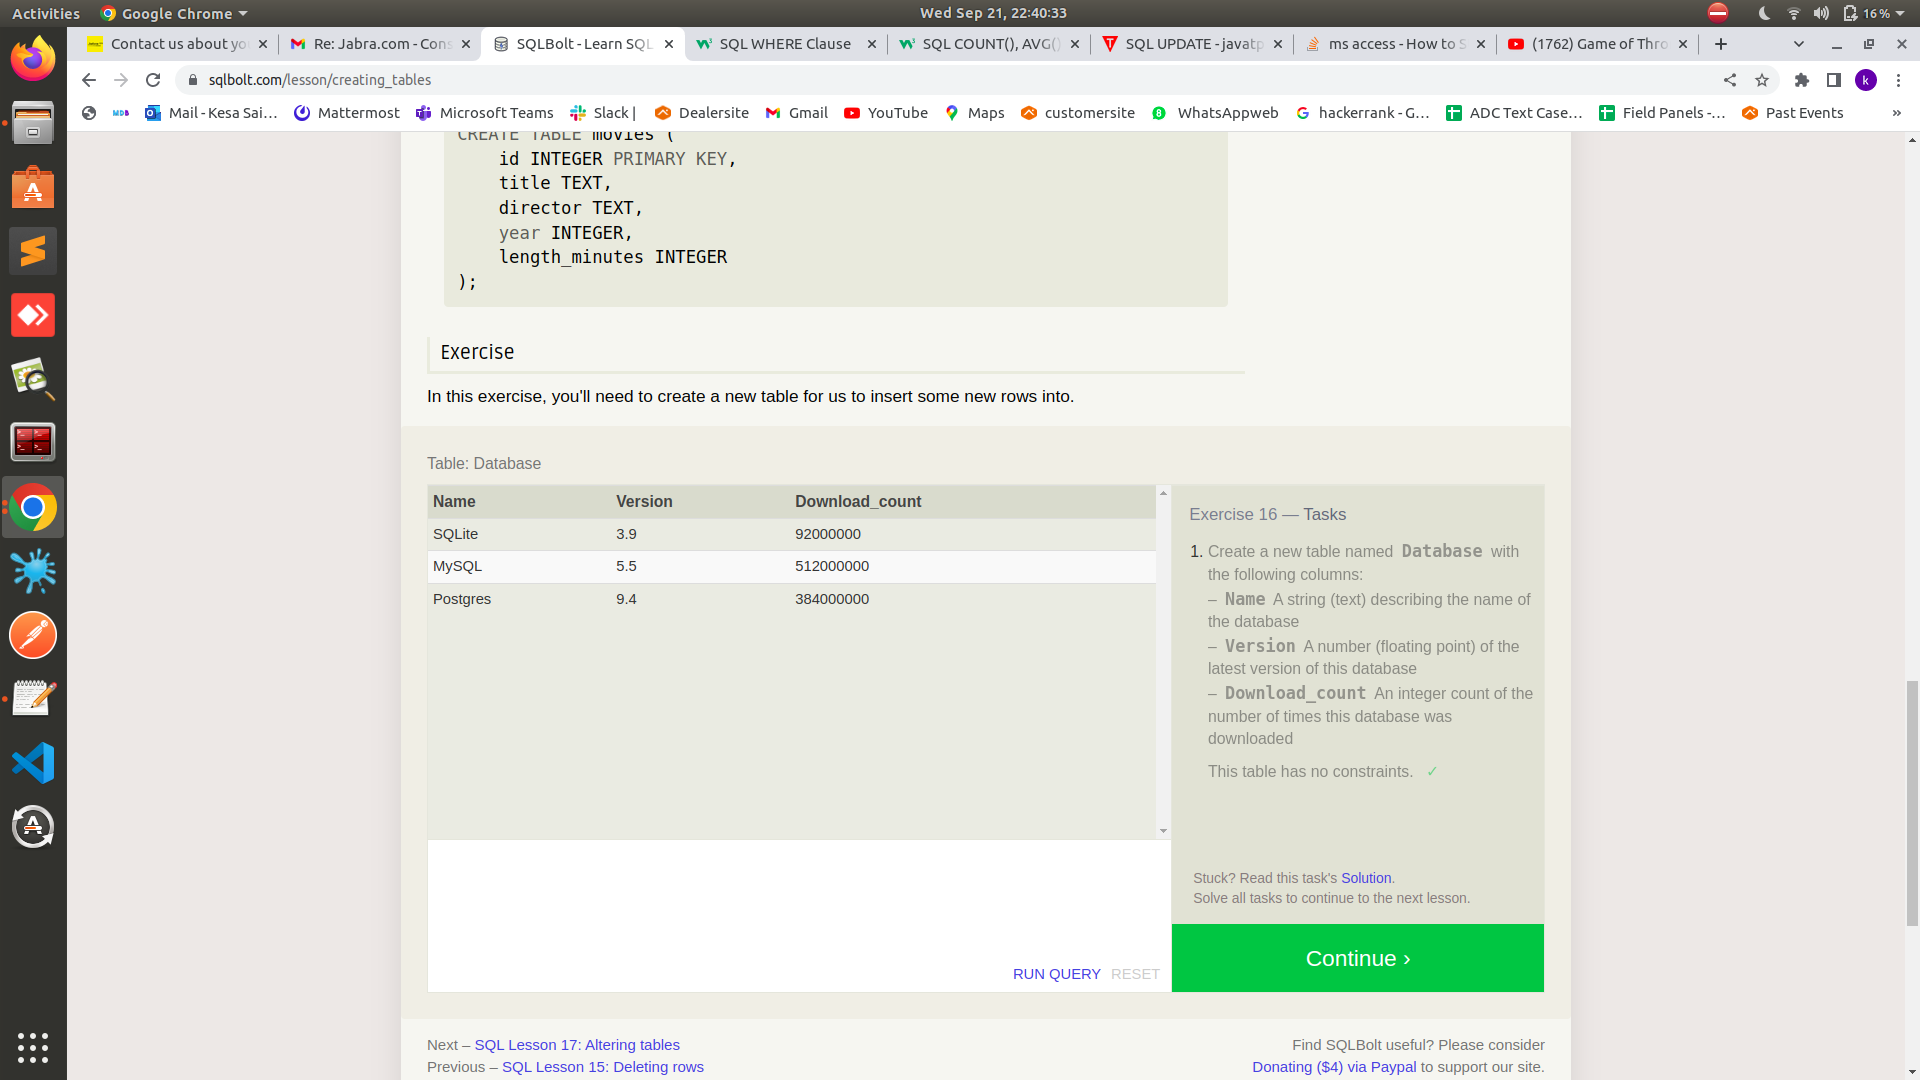 Activities
Google Chrome
Wed Sep 21, 22:40:33
16 %
Contact us about yo
Re: Jabra.com - Cons
SQLBolt - Learn SQL
SQL WHERE Clause
SQL COUNT(), AVG()
SQL UPDATE - javatp
ms access - How to S
(1762) Game of Thro
sqlbolt.com/lesson/creating_tables
k
MDB
Mail - Kesa Sai…
Mattermost
Microsoft Teams
Slack |
Dealersite
Gmail
YouTube
Maps
customersite
WhatsAppweb
hackerrank - G…
ADC Text Case…
Field Panels -…
Past Events
»
CREATE TABLE movies (
id INTEGER PRIMARY KEY,
title TEXT,
director TEXT,
year INTEGER,
length_minutes INTEGER
);
Exercise
In this exercise, you'll need to create a new table for us to insert some new rows into.
Table: Database
Name Version Download_count
SQLite 3.9 92000000
MySQL 5.5 512000000
Postgres 9.4 384000000
RUN QUERY RESET
Exercise 16 — Tasks
1. Create a new table named Database with
the following columns:
– Name A string (text) describing the name of
the database
– Version A number (floating point) of the
latest version of this database
– Download_count An integer count of the
number of times this database was
downloaded
This table has no constraints. ✓
Stuck? Read this task's Solution.
Solve all tasks to continue to the next lesson.
Continue ›
Next – SQL Lesson 17: Altering tables
Previous – SQL Lesson 15: Deleting rows
Find SQLBolt useful? Please consider
Donating ($4) via Paypal to support our site.